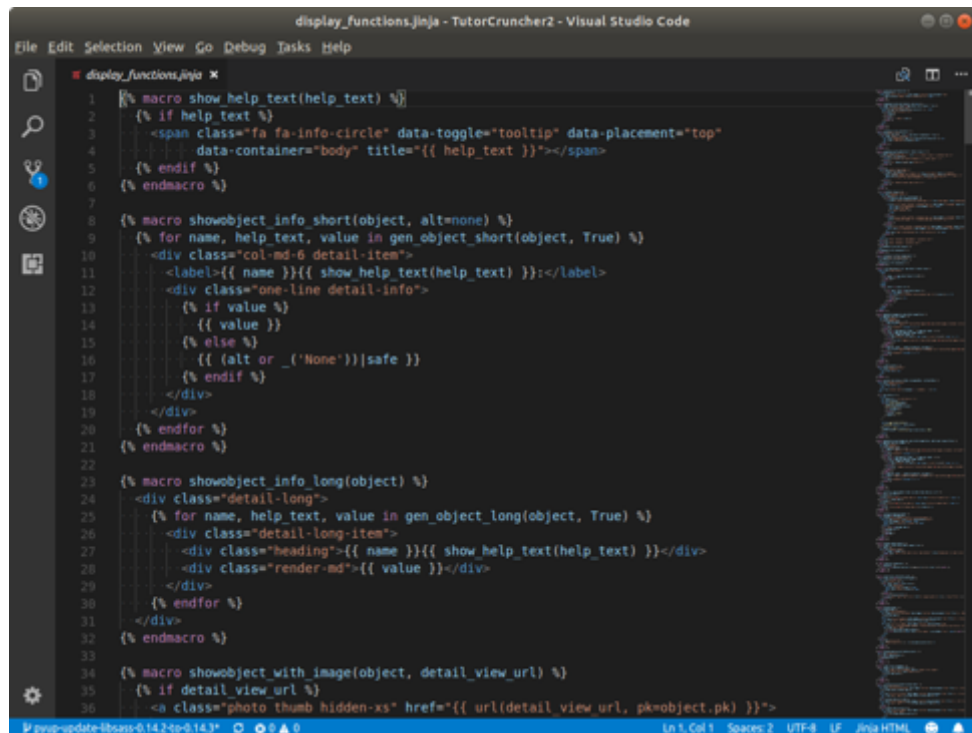 display_functions.jinja - TutorCruncher2 - Visual Studio Code
File Edit Selection View Go Debug Tasks Help
display_functions.jinja ×
1 {% macro show_help_text(help_text) %}
2 {% if help_text %}
3 <span class="fa fa-info-circle" data-toggle="tooltip" data-placement="top"
4 data-container="body" title="{{ help_text }}"></span>
5 {% endif %}
6 {% endmacro %}
7
8 {% macro showobject_info_short(object, alt=none) %}
9 {% for name, help_text, value in gen_object_short(object, True) %}
10 <div class="col-md-6 detail-item">
11 <label>{{ name }}{{ show_help_text(help_text) }}:</label>
12 <div class="one-line detail-info">
13 {% if value %}
14 {{ value }}
15 {% else %}
16 {{ (alt or _('None'))|safe }}
17 {% endif %}
18 </div>
19 </div>
20 {% endfor %}
21 {% endmacro %}
22
23 {% macro showobject_info_long(object) %}
24 <div class="detail-long">
25 {% for name, help_text, value in gen_object_long(object, True) %}
26 <div class="detail-long-item">
27 <div class="heading">{{ name }}{{ show_help_text(help_text) }}</div>
28 <div class="render-md">{{ value }}</div>
29 </div>
30 {% endfor %}
31 </div>
32 {% endmacro %}
33
34 {% macro showobject_with_image(object, detail_view_url) %}
35 {% if detail_view_url %}
36 <a class="photo thumb hidden-xs" href="{{ url(detail_view_url, pk=object.pk) }}">
pyup-update-libsass-0.14.2-to-0.14.3* 0 0 Ln 1, Col 1 Spaces: 2 UTF-8 LF Jinja HTML